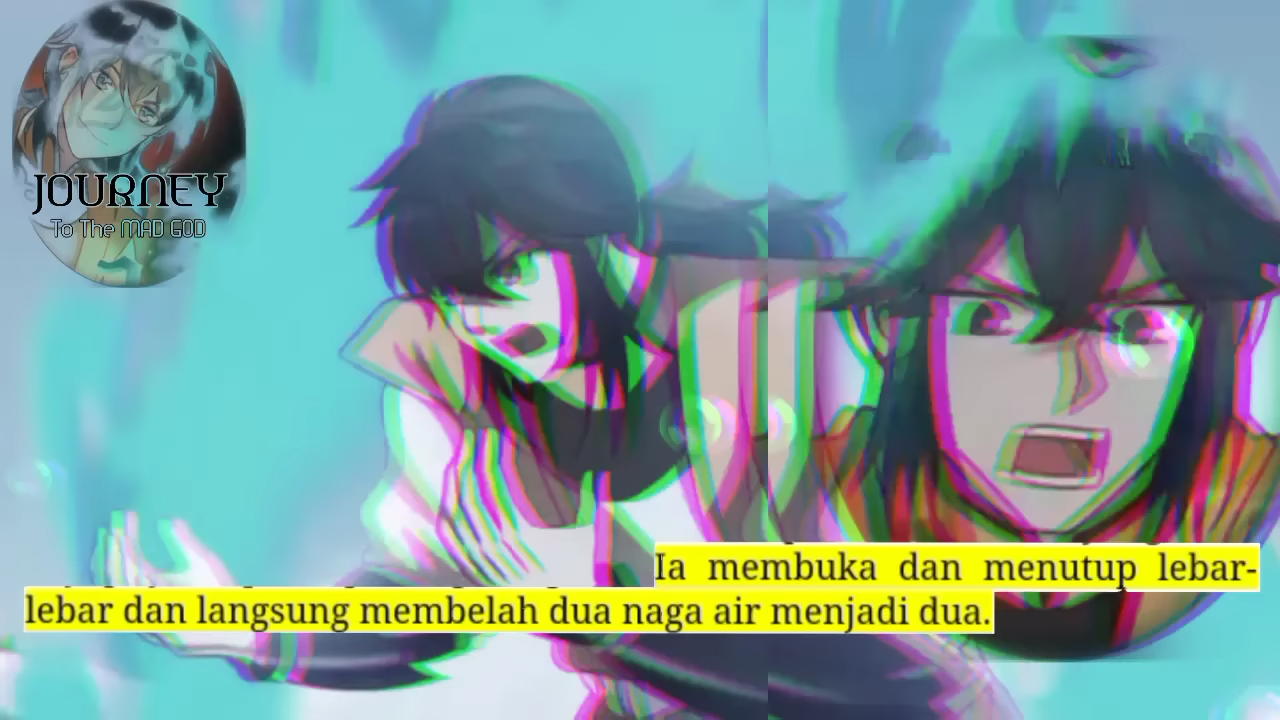 JOURNEY
To The MAD GOD
Ia membuka dan menutup lebar-
lebar dan langsung membelah dua naga air menjadi dua.